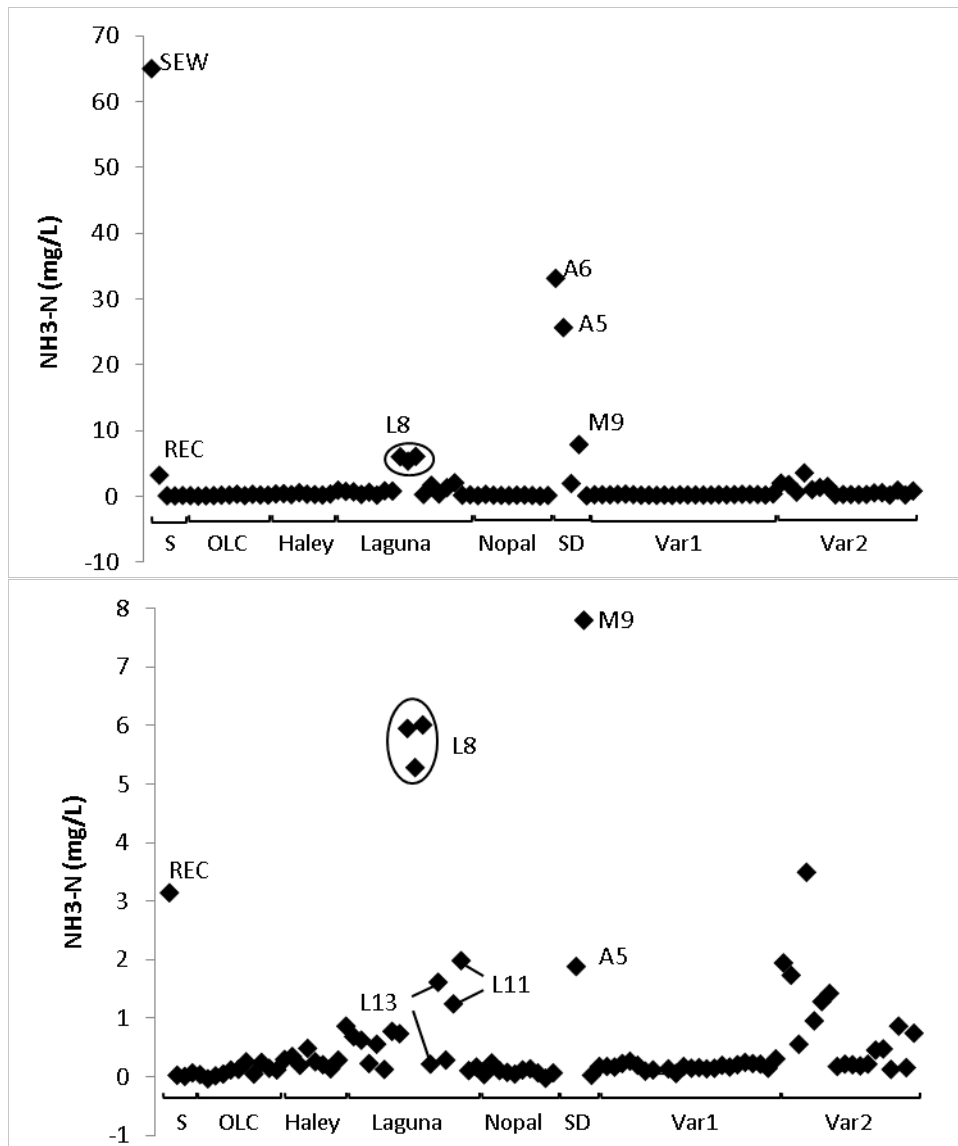 70
60
50
40
30
20
10
0
-10
NH3-N (mg/L)
SEW
REC
L8
A6
A5
M9
S OLC Haley Laguna Nopal SD Var1 Var2
8
7
6
5
4
3
2
1
0
-1
NH3-N (mg/L)
M9
L8
REC
A5
L13 L11
S OLC Haley Laguna Nopal SD Var1 Var2